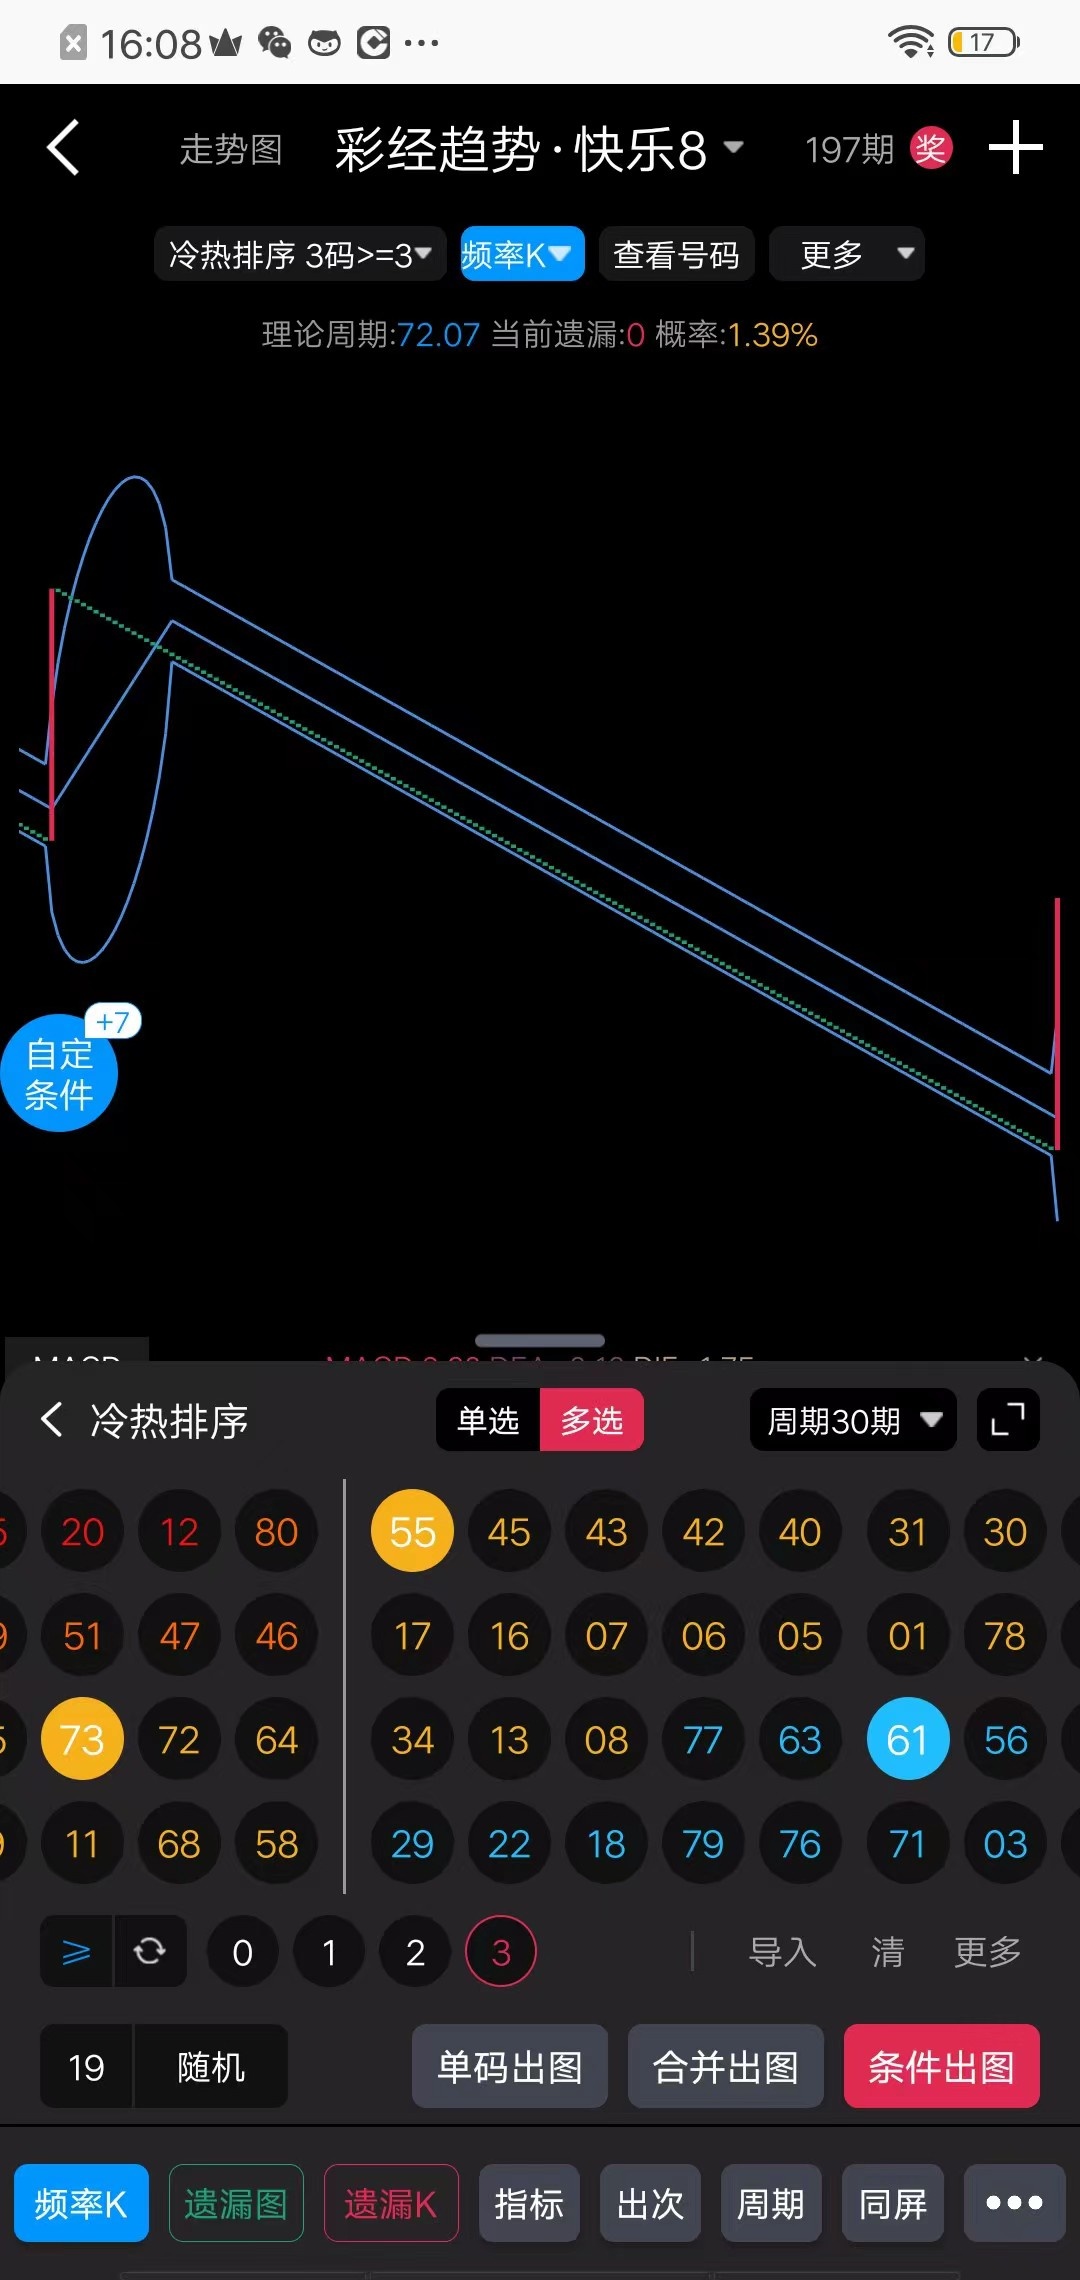 16:08
17
走势图 彩经趋势·快乐8 197期 奖
冷热排序 3码>=3 频率K 查看号码 更多
理论周期:72.07 当前遗漏:0 概率:1.39%
+7
自定
条件
冷热排序 单选 多选 周期30期
20 12 80 55 45 43 42 40 31 30
51 47 46 17 16 07 06 05 01 78
73 72 64 34 13 08 77 63 61 56
11 68 58 29 22 18 79 76 71 03
≥ 0 1 2 3 导入 清 更多
19 随机 单码出图 合并出图 条件出图
频率K 遗漏图 遗漏K 指标 出次 周期 同屏 •••